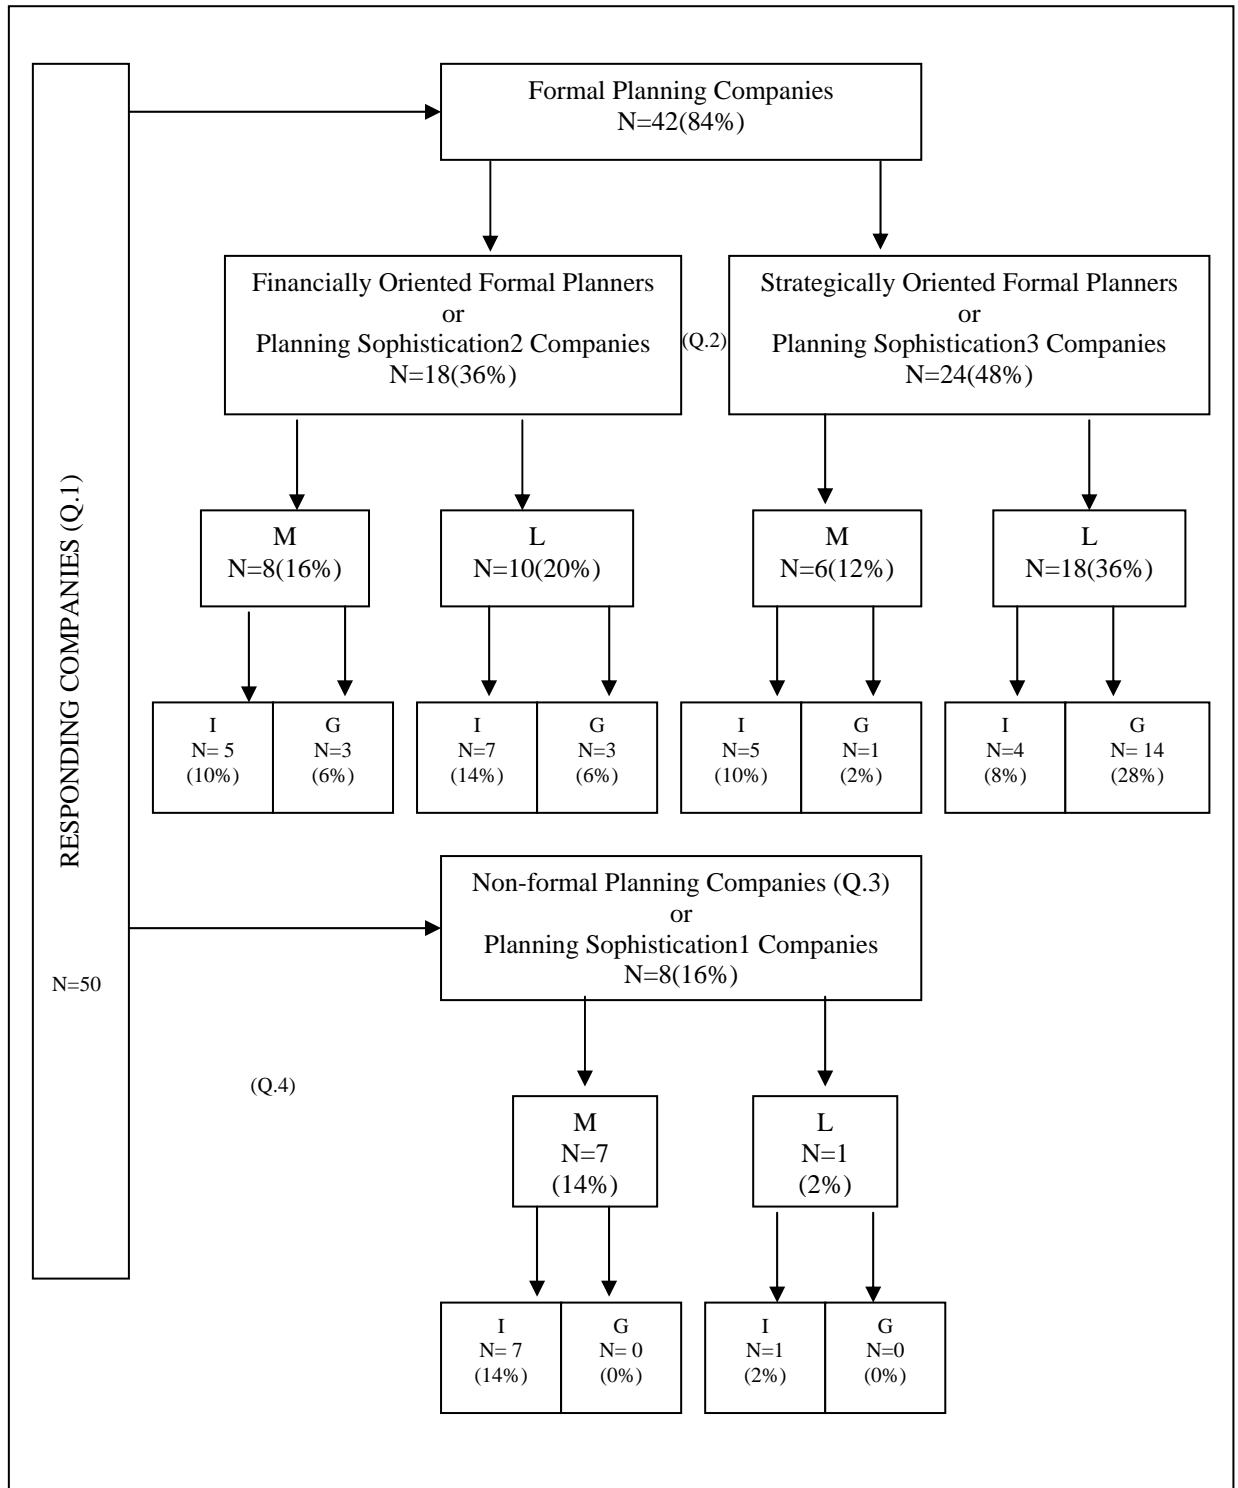 Formal Planning Companies
N=42(84%)
Financially Oriented Formal Planners
or
Planning Sophistication2 Companies
N=18(36%)
(Q.2)
Strategically Oriented Formal Planners
or
Planning Sophistication3 Companies
N=24(48%)
M
N=8(16%)
L
N=10(20%)
M
N=6(12%)
L
N=18(36%)
I
N= 5
(10%)
G
N=3
(6%)
I
N=7
(14%)
G
N=3
(6%)
I
N=5
(10%)
G
N=1
(2%)
I
N=4
(8%)
G
N= 14
(28%)
RESPONDING COMPANIES (Q.1)
N=50
Non-formal Planning Companies (Q.3)
or
Planning Sophistication1 Companies
N=8(16%)
(Q.4)
M
N=7
(14%)
L
N=1
(2%)
I
N= 7
(14%)
G
N= 0
(0%)
I
N=1
(2%)
G
N=0
(0%)